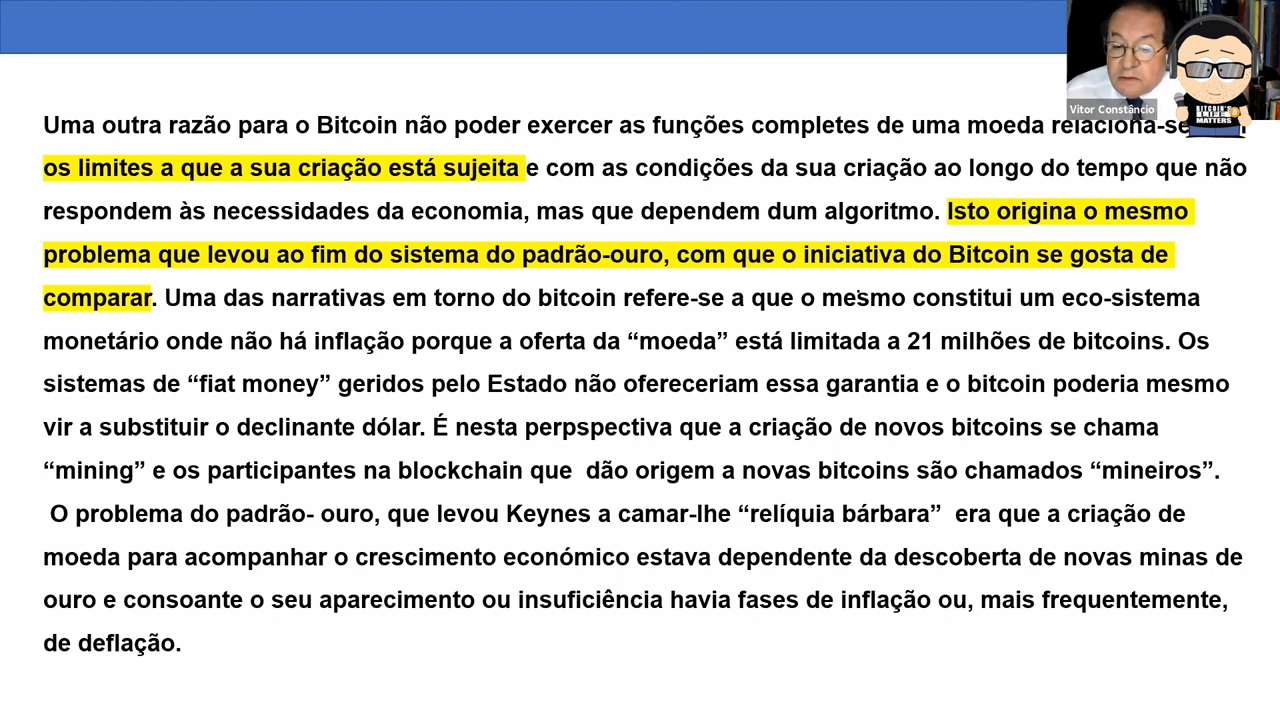 Vitor Constâncio
BITCOIN'S
LIFE
MATTERS
Uma outra razão para o Bitcoin não poder exercer as funções completes de uma moeda relaciona-se
os limites a que a sua criação está sujeita e com as condições da sua criação ao longo do tempo que não
respondem às necessidades da economia, mas que dependem dum algoritmo. Isto origina o mesmo
problema que levou ao fim do sistema do padrão-ouro, com que o iniciativa do Bitcoin se gosta de
comparar. Uma das narrativas em torno do bitcoin refere-se a que o mesmo constitui um eco-sistema
monetário onde não há inflação porque a oferta da “moeda” está limitada a 21 milhões de bitcoins. Os
sistemas de “fiat money” geridos pelo Estado não ofereceriam essa garantia e o bitcoin poderia mesmo
vir a substituir o declinante dólar. É nesta perpspectiva que a criação de novos bitcoins se chama
“mining” e os participantes na blockchain que dão origem a novas bitcoins são chamados “mineiros”.
O problema do padrão- ouro, que levou Keynes a camar-lhe “relíquia bárbara” era que a criação de
moeda para acompanhar o crescimento económico estava dependente da descoberta de novas minas de
ouro e consoante o seu aparecimento ou insuficiência havia fases de inflação ou, mais frequentemente,
de deflação.